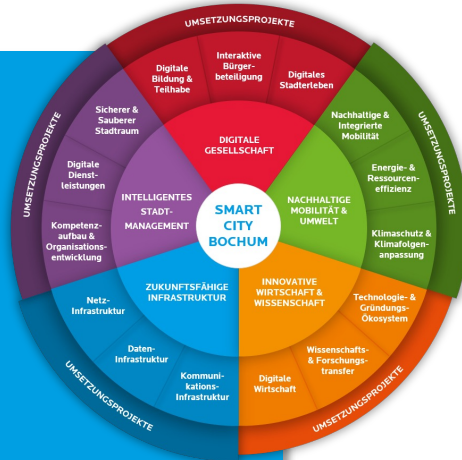 UMSETZUNGSPROJEKTE
Digitale
Bildung &
Teilhabe
Interaktive
Bürger-
beteiligung
Digitales
Stadterleben
DIGITALE
GESELLSCHAFT
UMSETZUNGSPROJEKTE
Nachhaltige &
Integrierte
Mobilität
Energie- &
Ressourcen-
effizienz
Klimaschutz &
Klimafolgen-
anpassung
NACHHALTIGE
MOBILITÄT &
UMWELT
UMSETZUNGSPROJEKTE
Technologie- &
Gründungs-
Ökosystem
Wissenschafts-
& Forschungs-
transfer
Digitale
Wirtschaft
INNOVATIVE
WIRTSCHAFT &
WISSENSCHAFT
UMSETZUNGSPROJEKTE
Kommuni-
kations-
Infrastruktur
Daten-
Infrastruktur
Netz-
Infrastruktur
ZUKUNFTSFÄHIGE
INFRASTRUKTUR
UMSETZUNGSPROJEKTE
Kompetenz-
aufbau &
Organisations-
entwicklung
Digitale
Dienst-
leistungen
Sicherer &
Sauberer
Stadtraum
INTELLIGENTES
STADT-
MANAGEMENT
SMART
CITY
BOCHUM